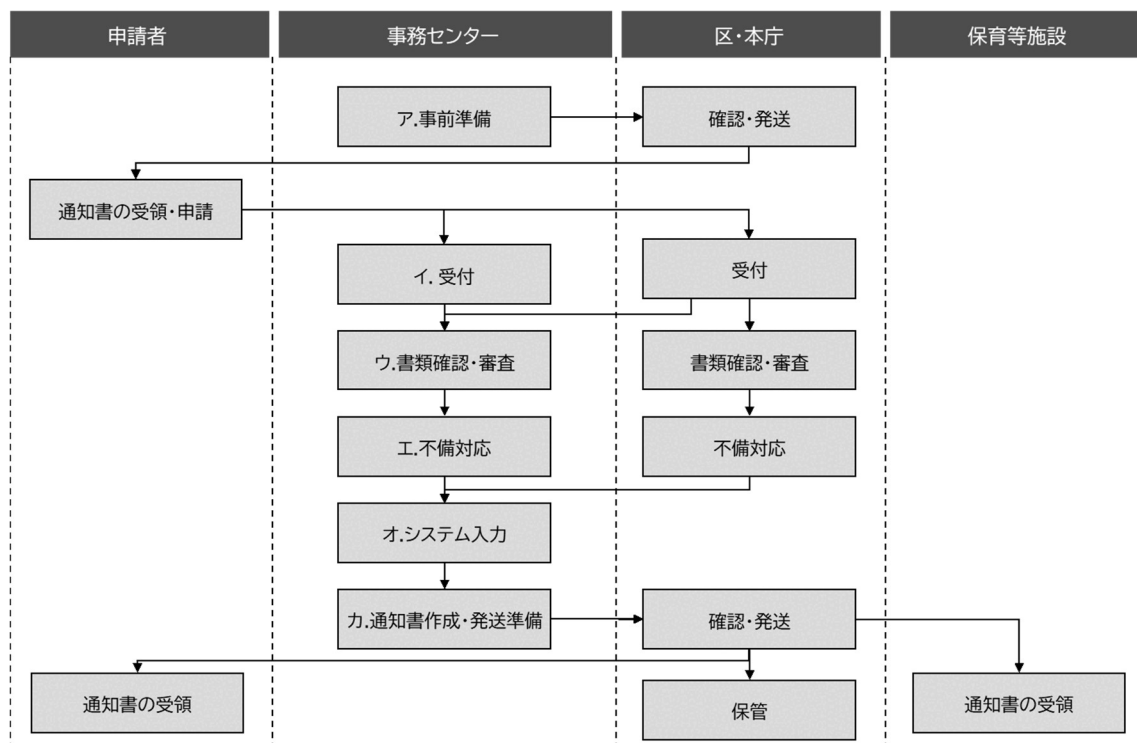 申請者
事務センター
区・本庁
保育等施設
ア.事前準備
確認・発送
通知書の受領・申請
イ. 受付
受付
ウ.書類確認・審査
書類確認・審査
エ.不備対応
不備対応
オ.システム入力
カ.通知書作成・発送準備
確認・発送
通知書の受領
保管
通知書の受領